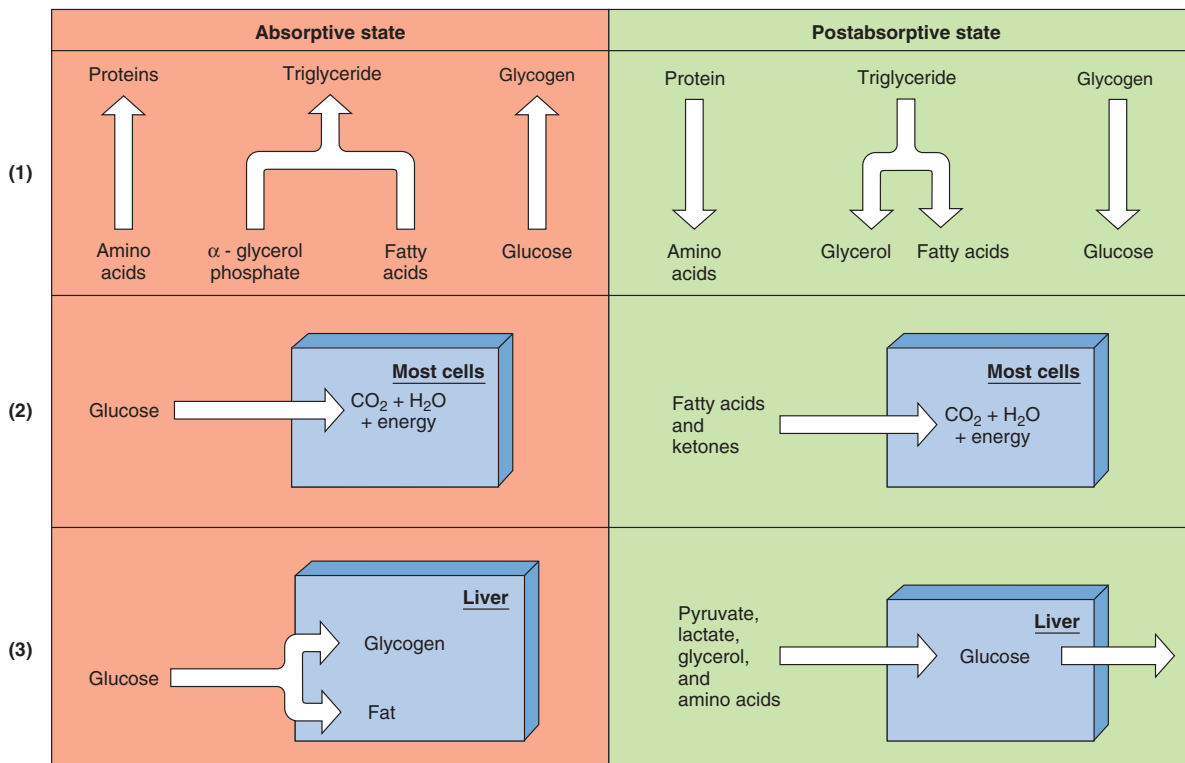 Absorptive state
Postabsorptive state
(1)
Proteins
Triglyceride
Glycogen
Amino
acids
α - glycerol
phosphate
Fatty
acids
Glucose
Protein
Triglyceride
Glycogen
Amino
acids
Glycerol
Fatty acids
Glucose
(2)
Glucose
Most cells
CO₂ + H₂O
+ energy
Fatty acids
and
ketones
Most cells
CO₂ + H₂O
+ energy
(3)
Glucose
Liver
Glycogen
Fat
Pyruvate,
lactate,
glycerol,
and
amino acids
Liver
Glucose